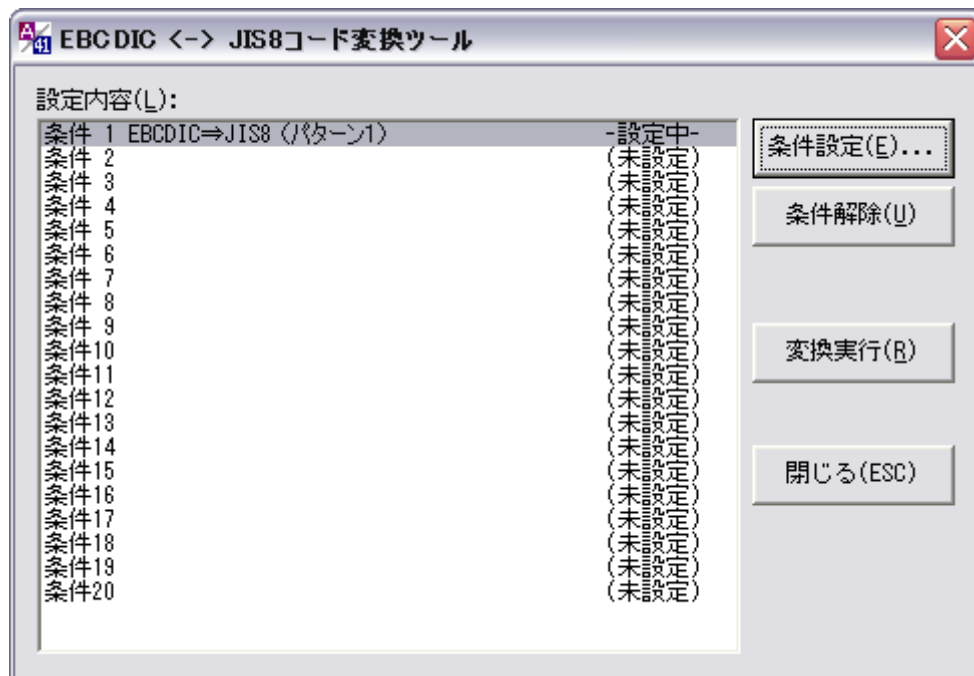 EBCDIC <-> JIS8コード変換ツール
設定内容(L):
条件 1 EBCDIC⇒JIS8 (パターン1) -設定中-
条件 2 (未設定)
条件 3 (未設定)
条件 4 (未設定)
条件 5 (未設定)
条件 6 (未設定)
条件 7 (未設定)
条件 8 (未設定)
条件 9 (未設定)
条件10 (未設定)
条件11 (未設定)
条件12 (未設定)
条件13 (未設定)
条件14 (未設定)
条件15 (未設定)
条件16 (未設定)
条件17 (未設定)
条件18 (未設定)
条件19 (未設定)
条件20 (未設定)
条件設定(E)...
条件解除(U)
変換実行(R)
閉じる(ESC)